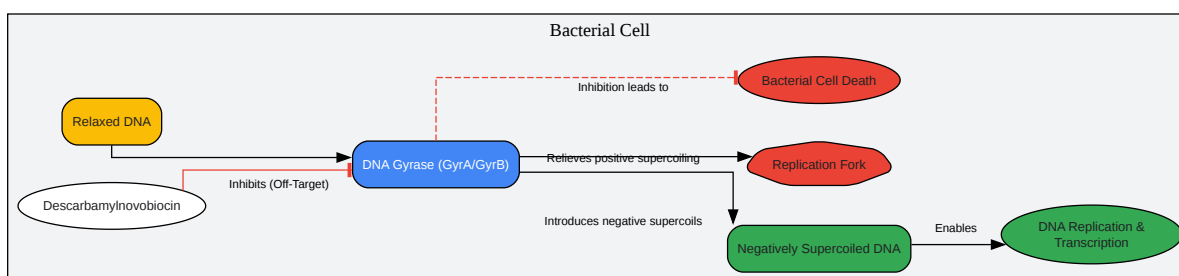 Bacterial Cell
Bacterial Cell Death
Inhibition leads to
Relaxed DNA
DNA Gyrase (GyrA/GyrB)
Relieves positive supercoiling
Replication Fork
Inhibits (Off-Target)
Descarbamylnovobiocin
Introduces negative supercoils
Negatively Supercoiled DNA
Enables
DNA Replication &
Transcription